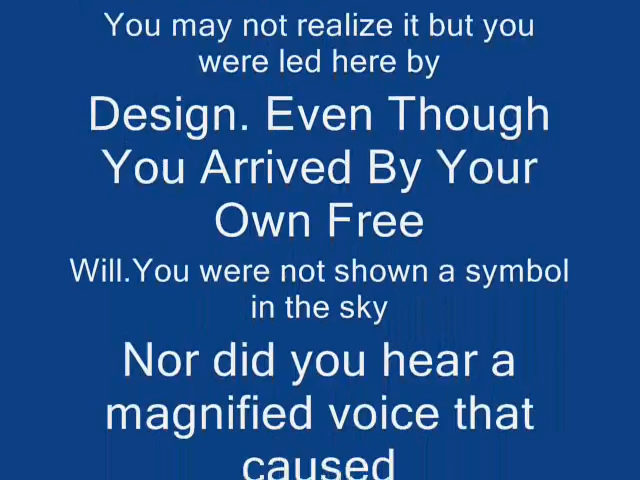 You may not realize it but you
were led here by
Design. Even Though
You Arrived By Your
Own Free
Will.You were not shown a symbol
in the sky
Nor did you hear a
magnified voice that
caused